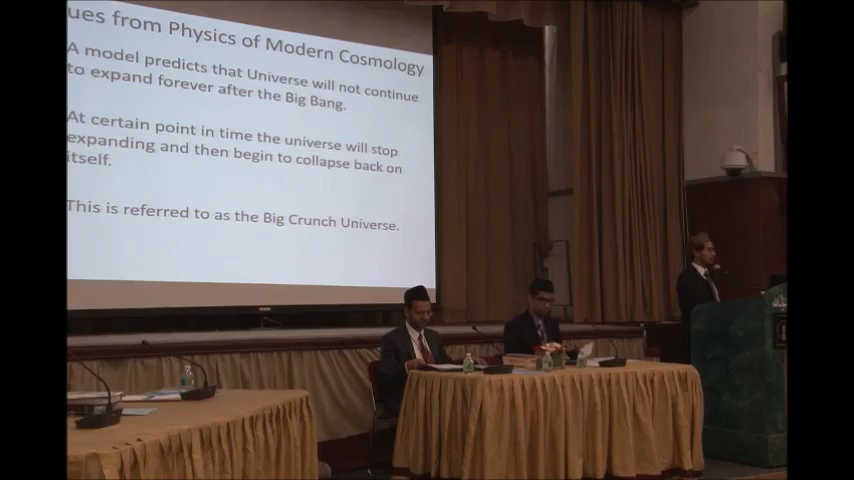 ues from Physics of Modern Cosmology
A model predicts that Universe will not continue
to expand forever after the Big Bang.
At certain point in time the universe will stop
expanding and then begin to collapse back on
itself.
This is referred to as the Big Crunch Universe.